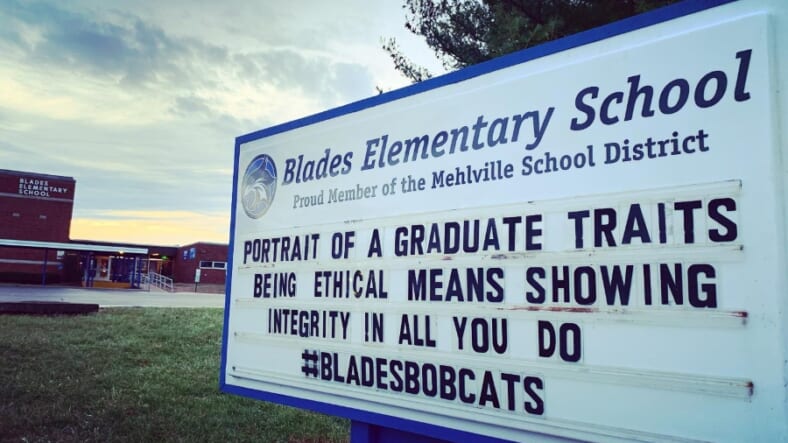 Blades Elementary School
Proud Member of the Mehlville School District
PORTRAIT OF A GRADUATE TRAITS
BEING ETHICAL MEANS SHOWING
INTEGRITY IN ALL YOU DO
#BLADESBOBCATS
BLADES
ELEMENTARY
SCHOOL